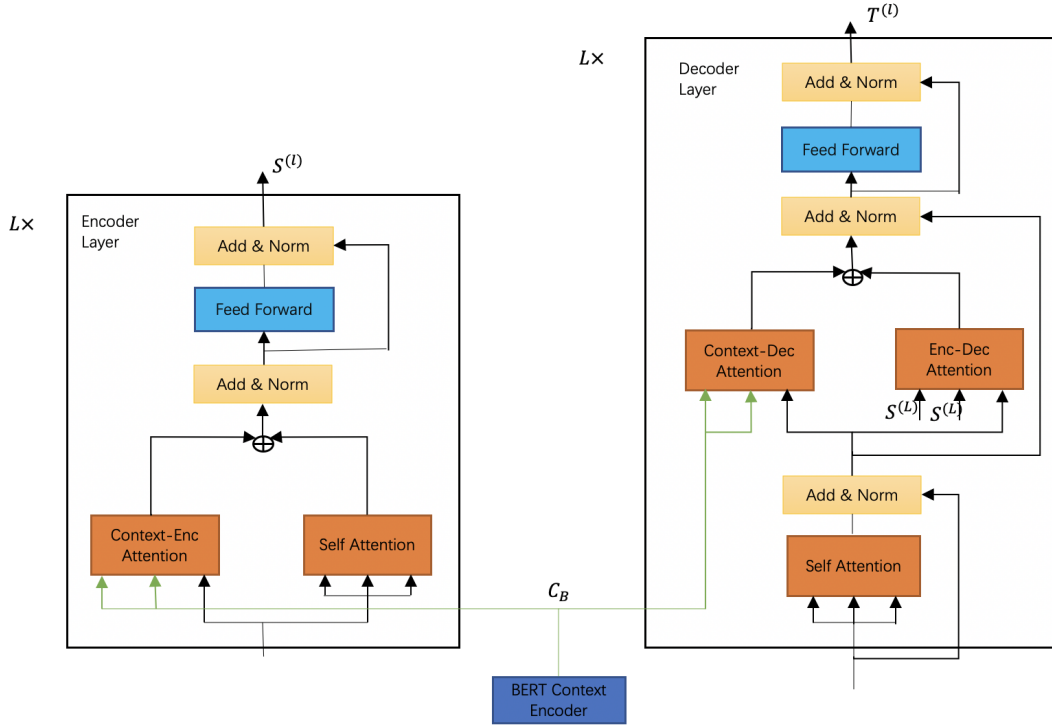 T^{(l)}
L×
Decoder
Layer
Add & Norm
Feed Forward
Add & Norm
Context-Dec
Attention
Enc-Dec
Attention
S^{(L)} S^{(L)}
Add & Norm
Self Attention
S^{(l)}
L×
Encoder
Layer
Add & Norm
Feed Forward
Add & Norm
Context-Enc
Attention
Self Attention
C_B
BERT Context
Encoder